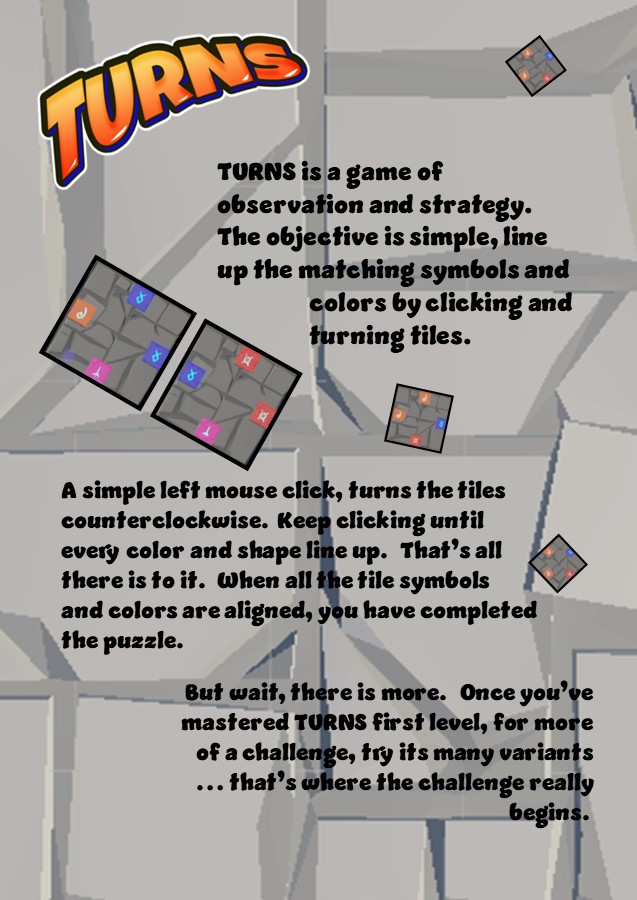 TURNS
TURNS is a game of
observation and strategy.
The objective is simple, line
up the matching symbols and
colors by clicking and
turning tiles.
A simple left mouse click, turns the tiles
counterclockwise. Keep clicking until
every color and shape line up. That's all
there is to it. When all the tile symbols
and colors are aligned, you have completed
the puzzle.
But wait, there is more. Once you've
mastered TURNS first level, for more
of a challenge, try its many variants
... that's where the challenge really
begins.